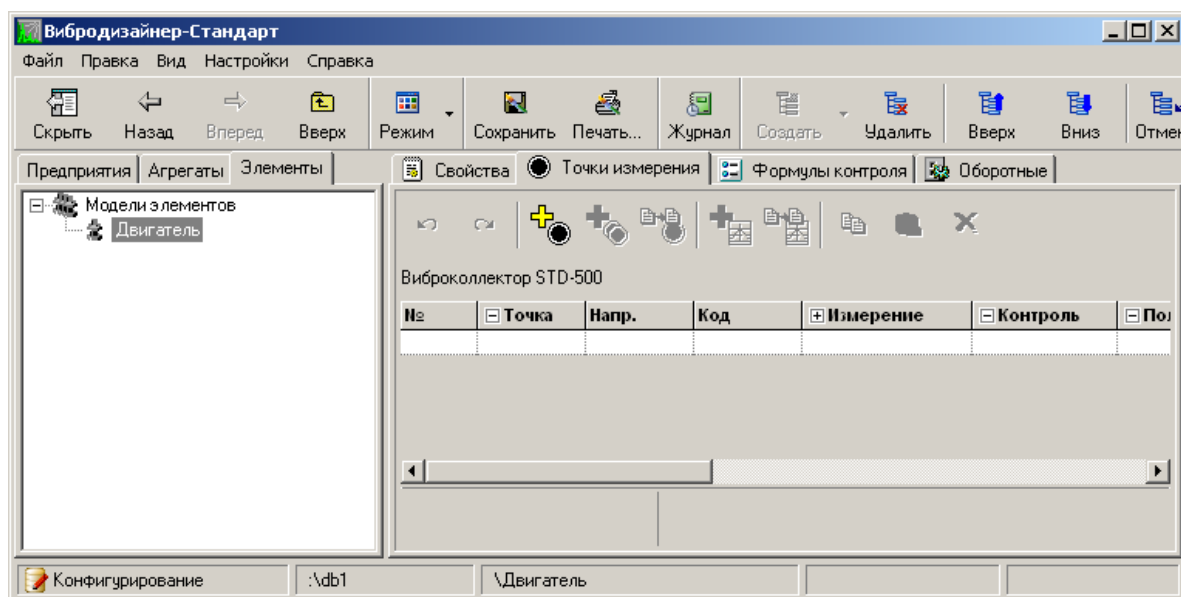 Вибродизайнер-Стандарт
Файл Правка Вид Настройки Справка
Скрыть Назад Вперед Вверх Режим Сохранить Печать... Журнал Создать Удалить Вверх Вниз Отмен
Предприятия Агрегаты Элементы Свойства Точки измерения Формулы контроля Оборотные
Модели элементов
Двигатель
Виброколлектор STD-500
№ Точка Напр. Код Измерение Контроль Пол
Конфигурирование :\db1 \Двигатель